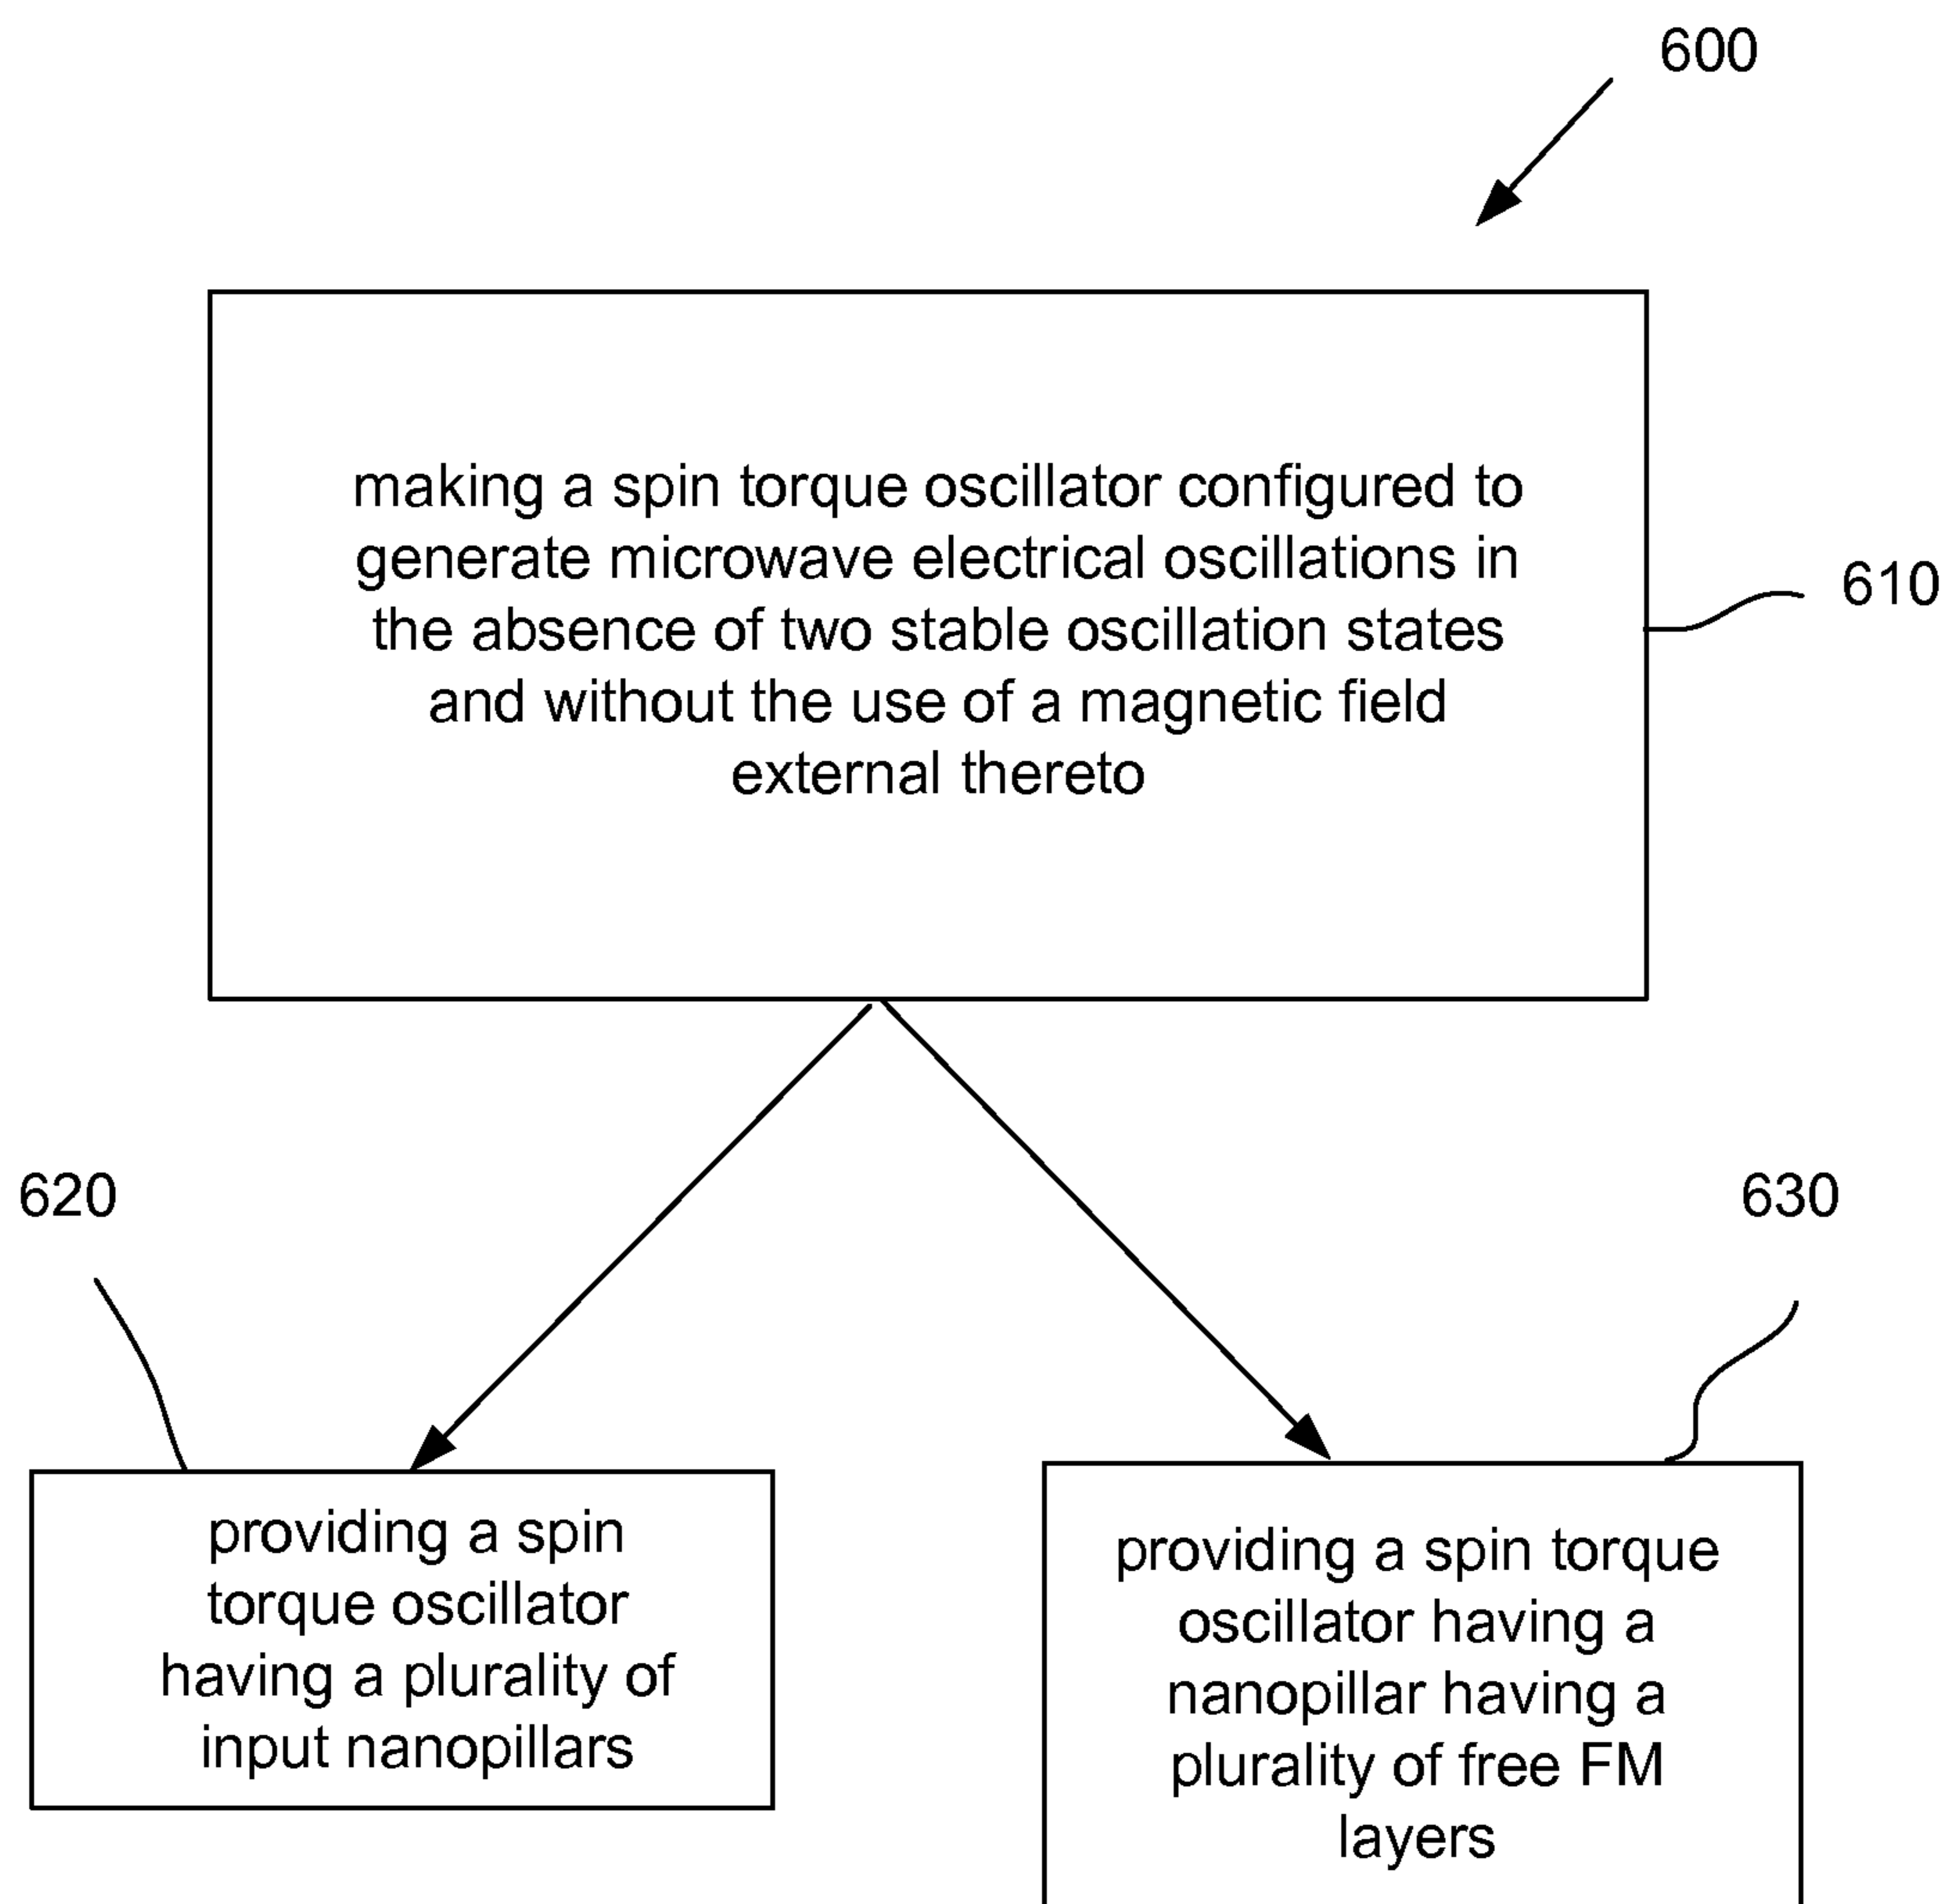 600
making a spin torque oscillator configured to
generate microwave electrical oscillations in
the absence of two stable oscillation states
and without the use of a magnetic field
external thereto
610
620
630
providing a spin
torque oscillator
having a plurality of
input nanopillars
providing a spin torque
oscillator having a
nanopillar having a
plurality of free FM
layers